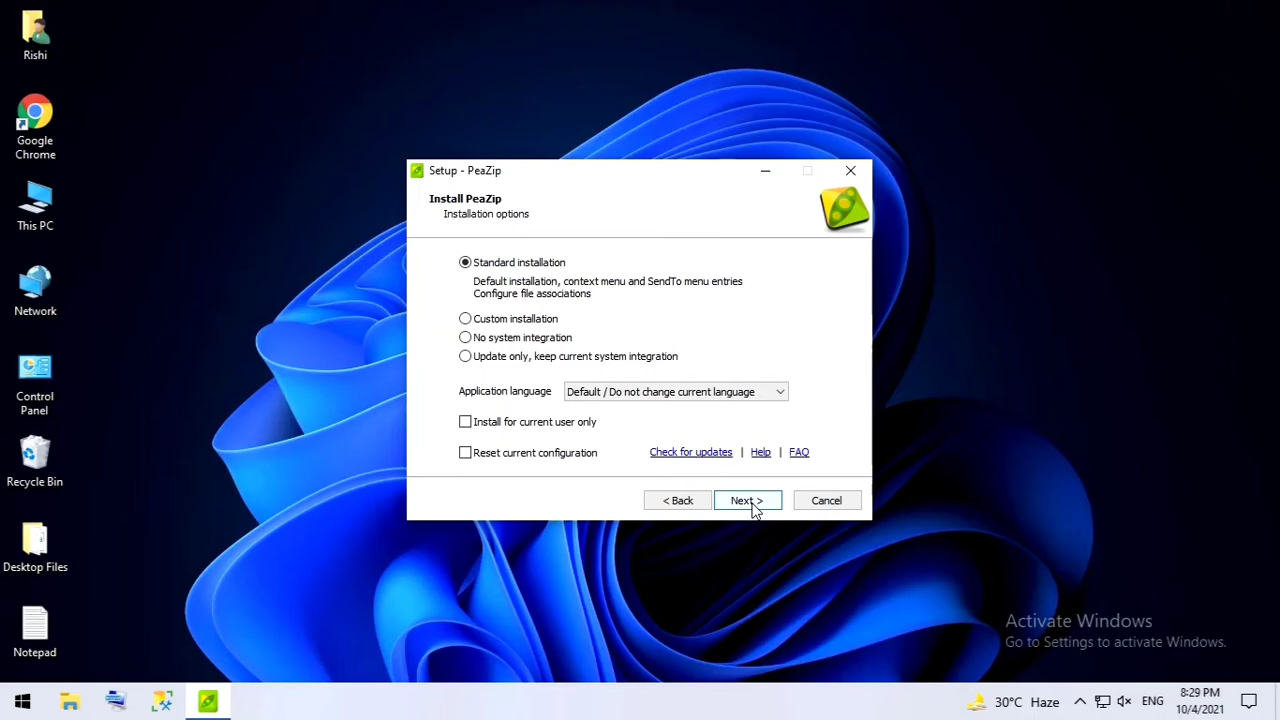 Rishi
Google
Chrome
This PC
Network
Control
Panel
Recycle Bin
Desktop Files
Notepad
Setup - PeaZip
Install PeaZip
Installation options
Standard installation
Default installation, context menu and SendTo menu entries
Configure file associations
Custom installation
No system integration
Update only, keep current system integration
Application language Default / Do not change current language
Install for current user only
Reset current configuration Check for updates | Help | FAQ
< Back Next > Cancel
Activate Windows
Go to Settings to activate Windows.
30°C Haze ENG 8:29 PM
10/4/2021